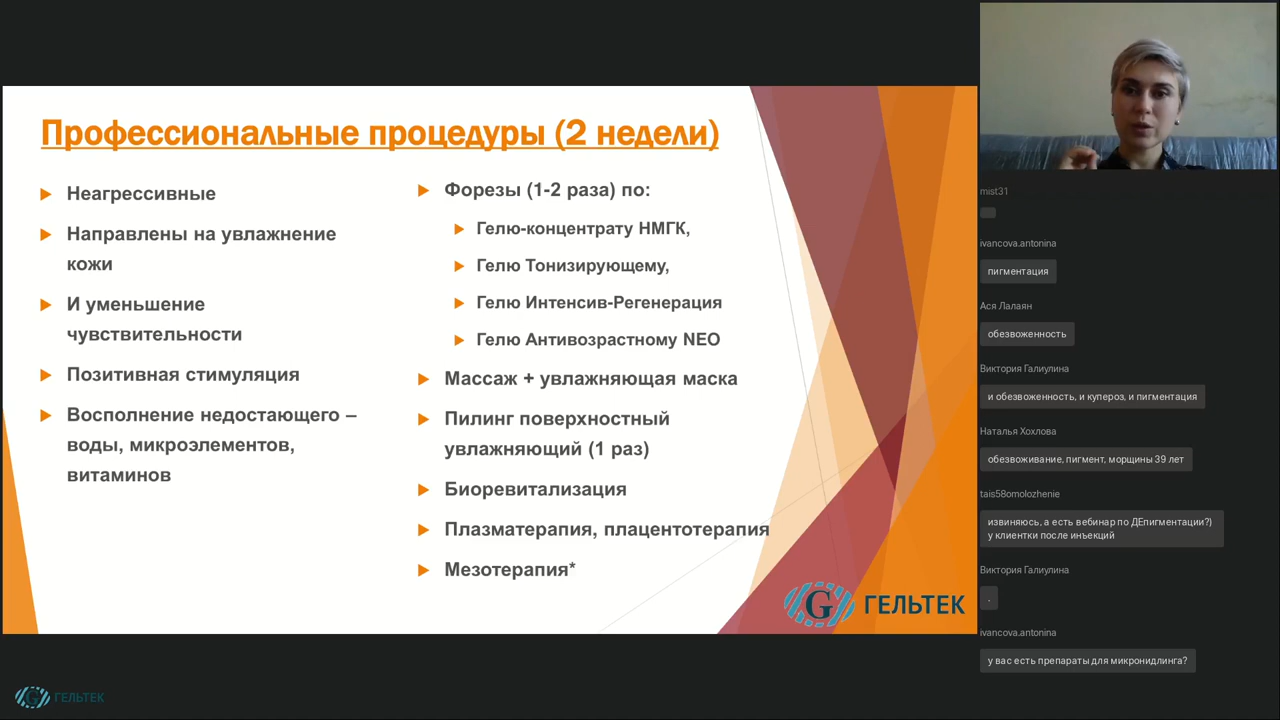 Профессиональные процедуры (2 недели)
Неагрессивные
Направлены на увлажнение
кожи
И уменьшение
чувствительности
Позитивная стимуляция
Восполнение недостающего –
воды, микроэлементов,
витаминов
Форезы (1-2 раза) по:
Гелю-концентрату НМГК,
Гелю Тонизирующему,
Гелю Интенсив-Регенерация
Гелю Антивозрастному NEO
Массаж + увлажняющая маска
Пилинг поверхностный
увлажняющий (1 раз)
Биоревитализация
Плазматерапия, плацентотерапия
Мезотерапия*
G ГЕЛЬТЕК
G ГЕЛЬТЕК
mist31
ivancova.antonina
пигментация
Ася Лалаян
обезвоженность
Виктория Галиулина
и обезвоженность, и купероз, и пигментация
Наталья Хохлова
обезвоживание, пигмент, морщины 39 лет
tais58omolozhenie
извиняюсь, а есть вебинар по ДЕпигментации?)
у клиентки после инъекций
Виктория Галиулина
.
ivancova.antonina
у вас есть препараты для микронидлинга?